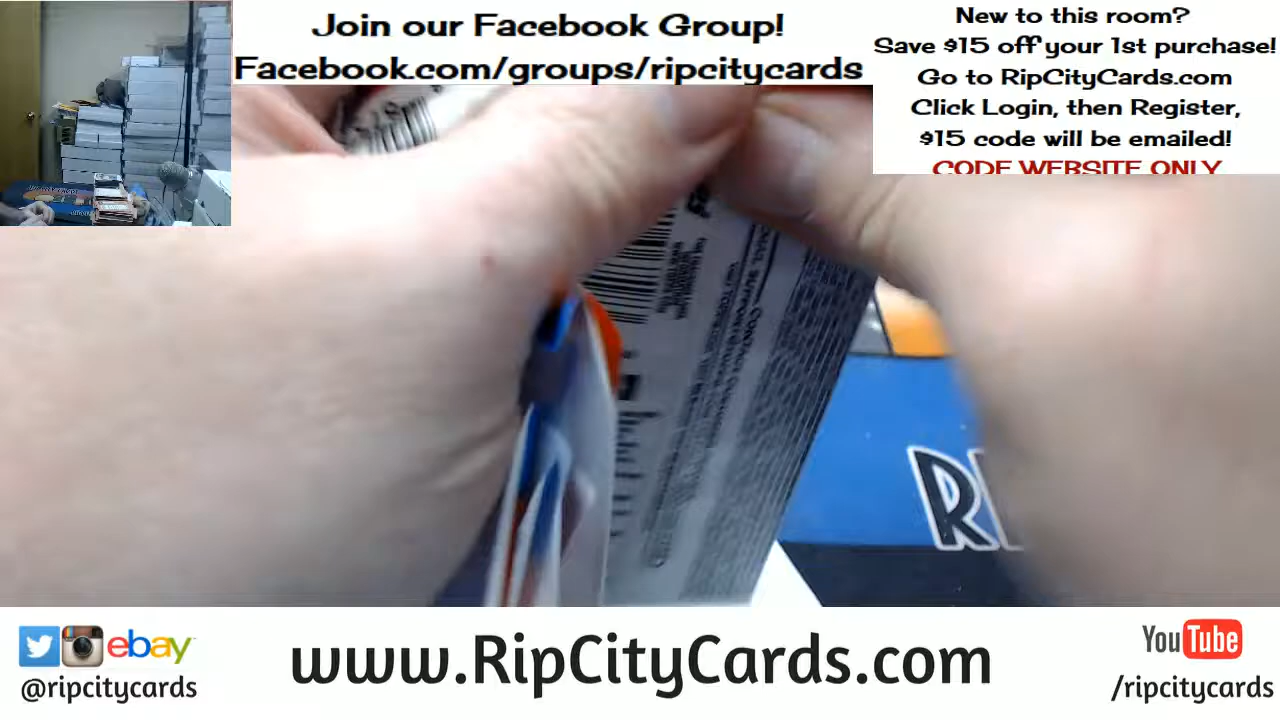 Join our Facebook Group!
Facebook.com/groups/ripcitycards
New to this room?
Save $15 off your 1st purchase!
Go to RipCityCards.com
Click Login, then Register,
$15 code will be emailed!
CODE WEBSITE ONLY
ebay
@ripcitycards
www.RipCityCards.com
YouTube
/ripcitycards